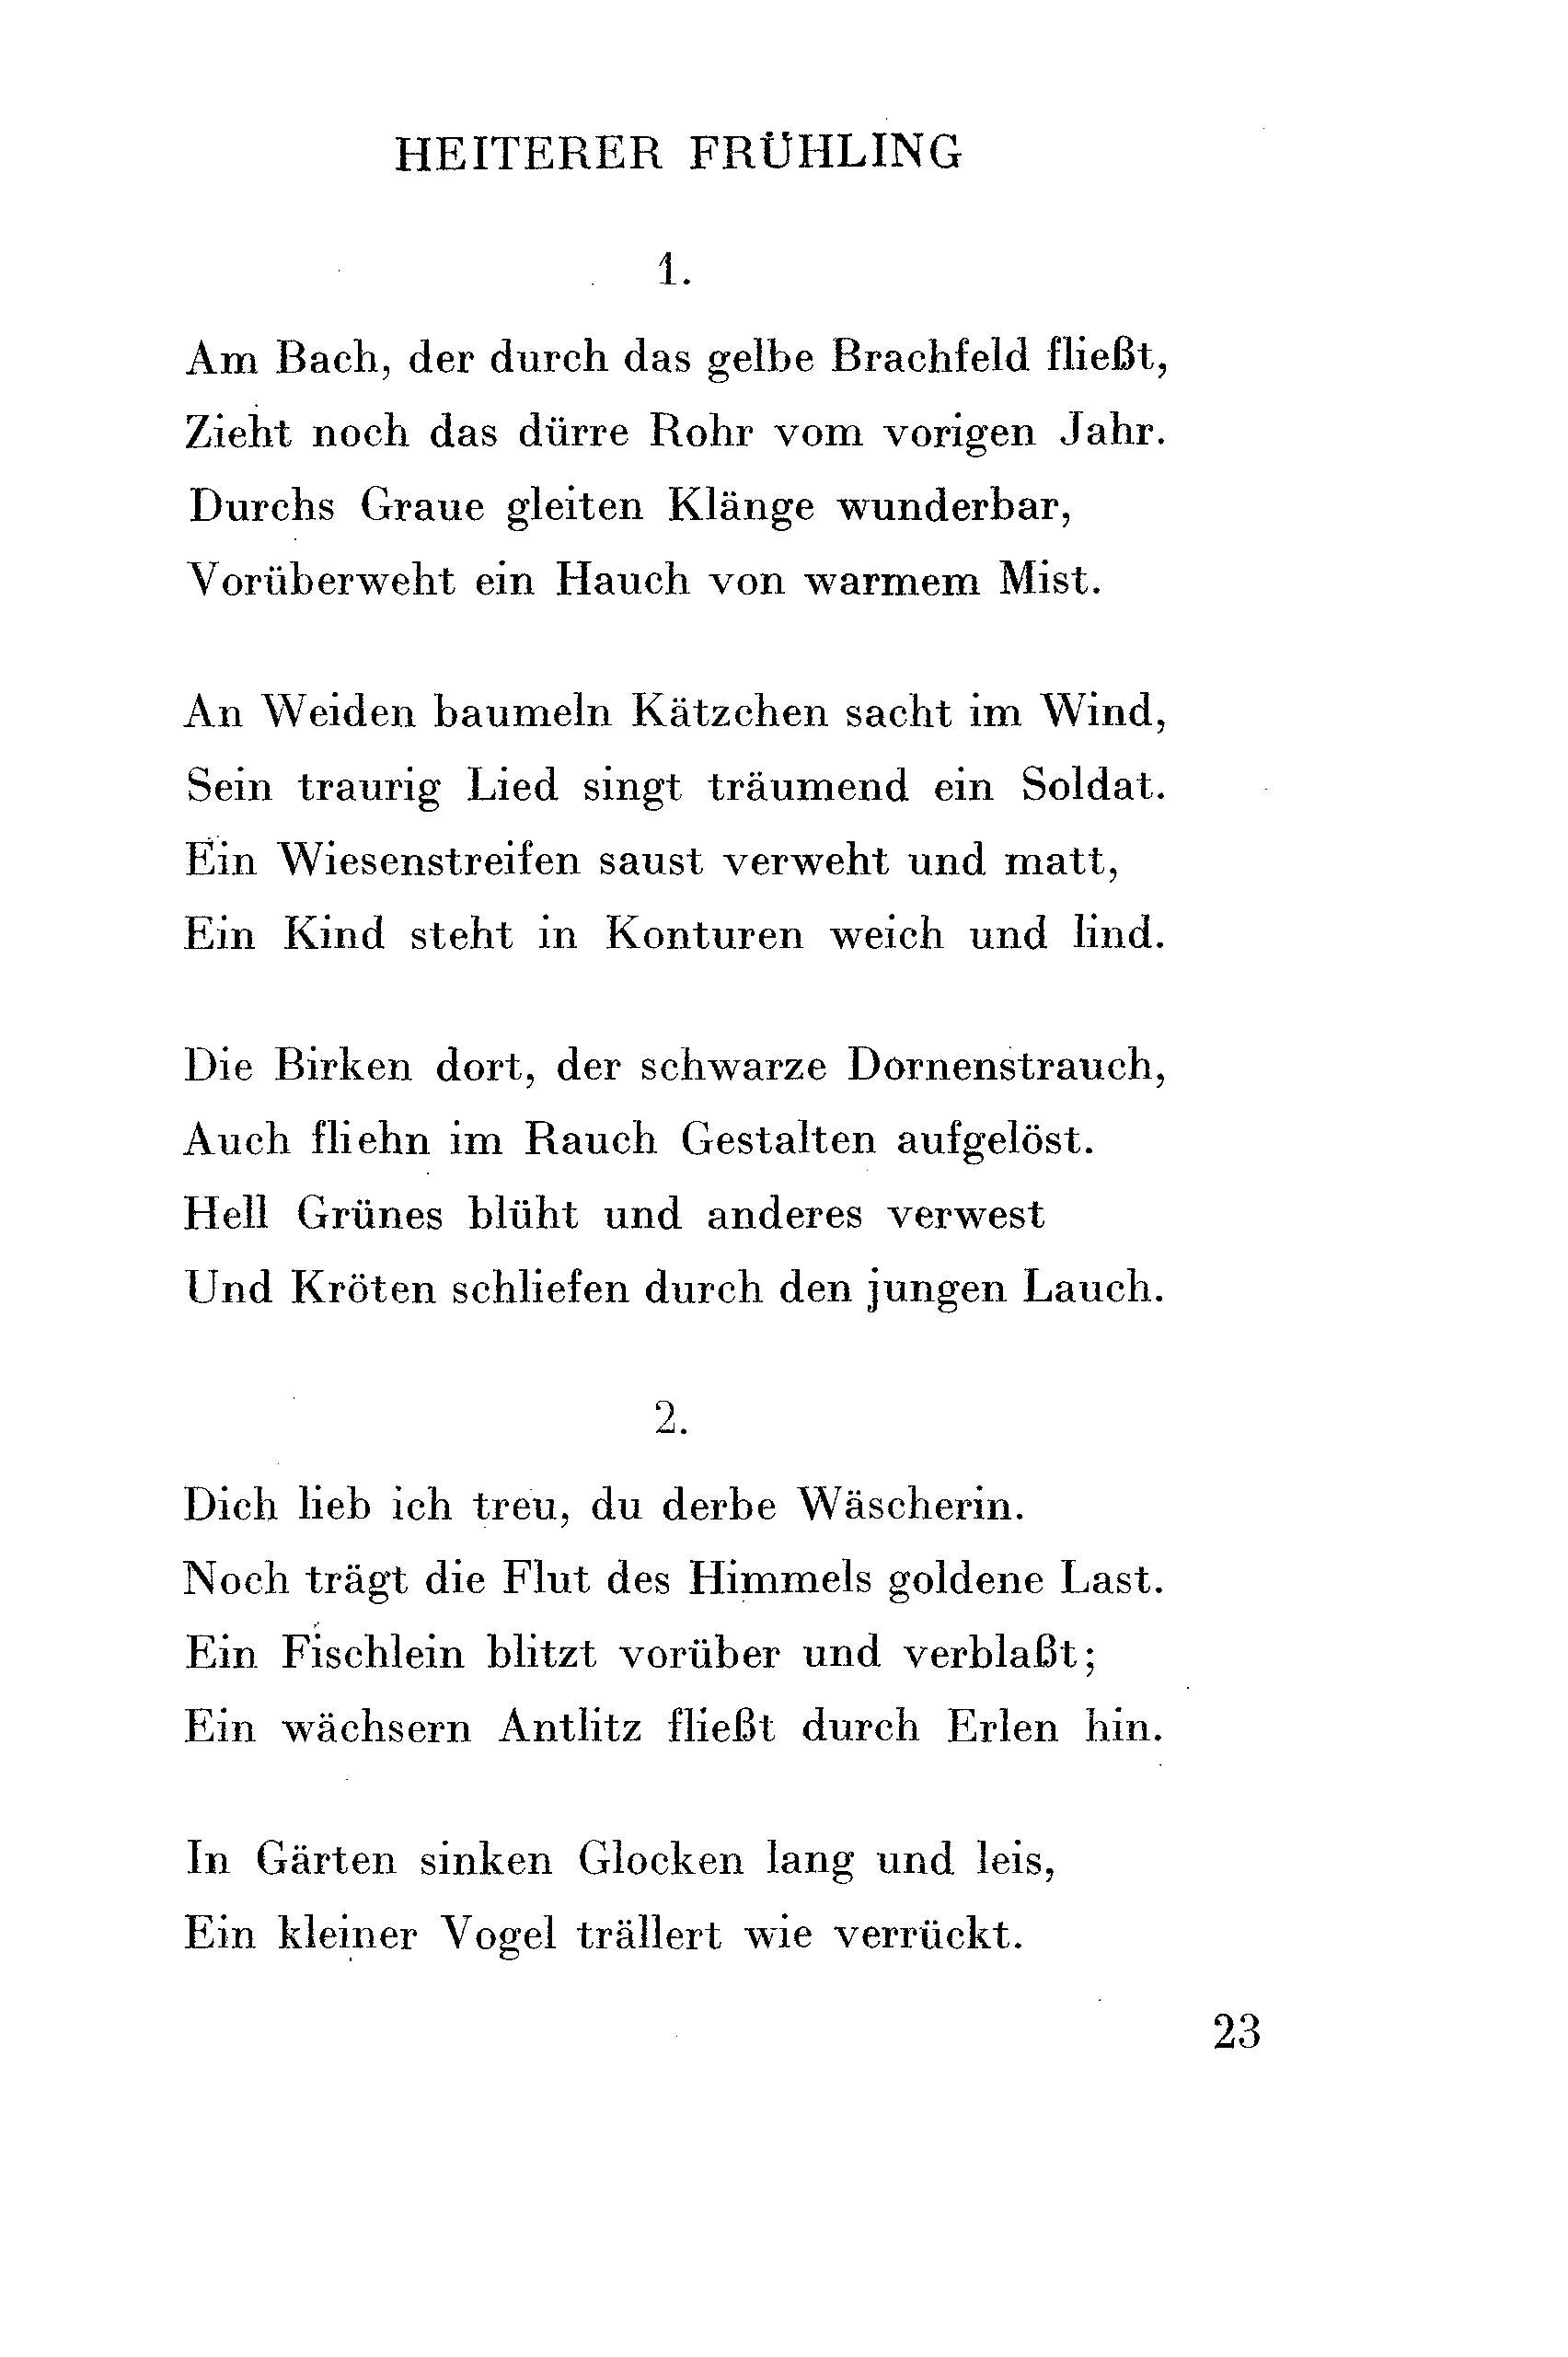 HEITERER FRÜHLING
1.
Am Bach, der durch das gelbe Brachfeld fließt,
Zieht noch das dürre Rohr vom vorigen Jahr.
Durchs Graue gleiten Klänge wunderbar,
Vorüberweht ein Hauch von warmem Mist.
An Weiden baumeln Kätzchen sacht im Wind,
Sein traurig Lied singt träumend ein Soldat.
Ein Wiesenstreifen saust verweht und matt,
Ein Kind steht in Konturen weich und lind.
Die Birken dort, der schwarze Dornenstrauch,
Auch fliehn im Rauch Gestalten aufgelöst.
Hell Grünes blüht und anderes verwest
Und Kröten schliefen durch den jungen Lauch.
2.
Dich lieb ich treu, du derbe Wäscherin.
Noch trägt die Flut des Himmels goldene Last.
Ein Fischlein blitzt vorüber und verblaßt;
Ein wächsern Antlitz fließt durch Erlen hin.
In Gärten sinken Glocken lang und leis,
Ein kleiner Vogel trällert wie verrückt.
23